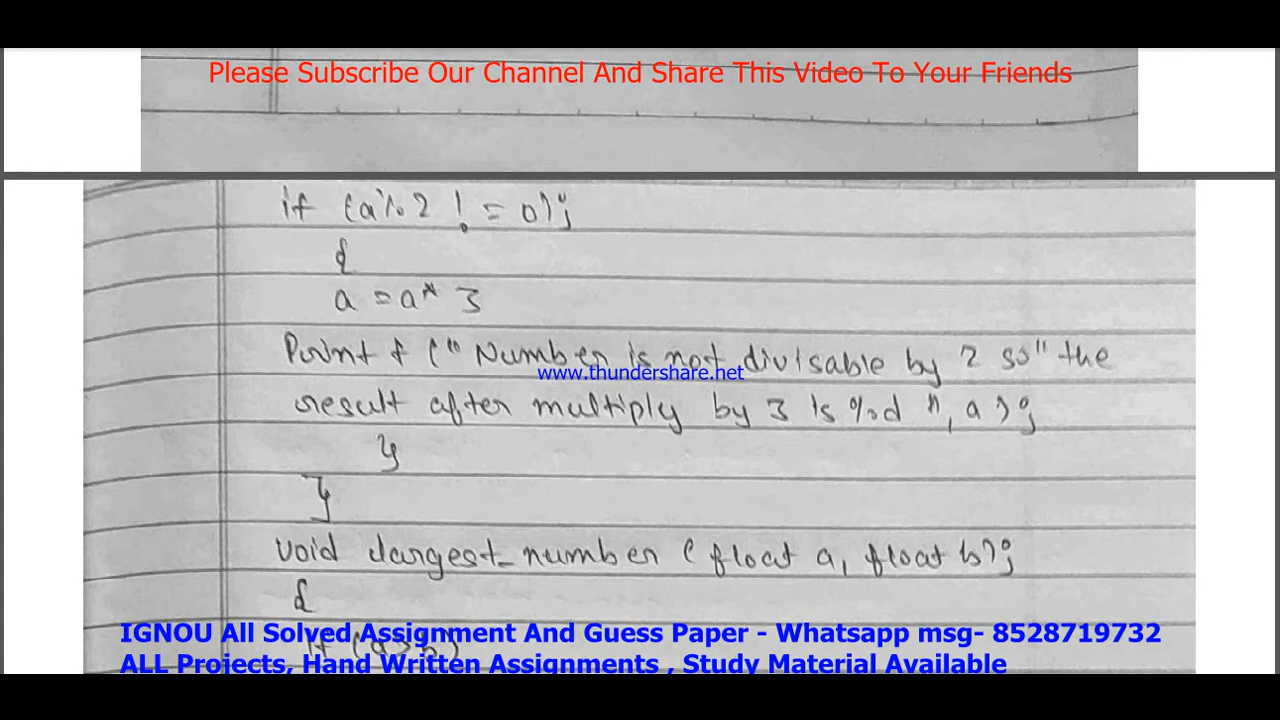 Please Subscribe Our Channel And Share This Video To Your Friends
if (a%2 != 0);
{
a = a* 3
Printf (" Number is not divisable by 2 so" the
www.thundershare.net
result after multiply by 3 is %d ", a);
}
}
void largest_number (float a, float b);
{
if (a>b)
IGNOU All Solved Assignment And Guess Paper - Whatsapp msg- 8528719732
ALL Projects, Hand Written Assignments , Study Material Available